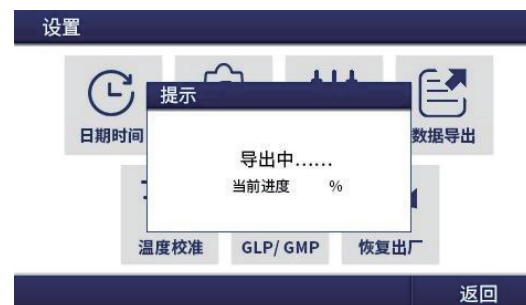 设置
提示
日期时间
数据导出
导出中……
当前进度 %
温度校准
GLP/ GMP
恢复出厂
返回